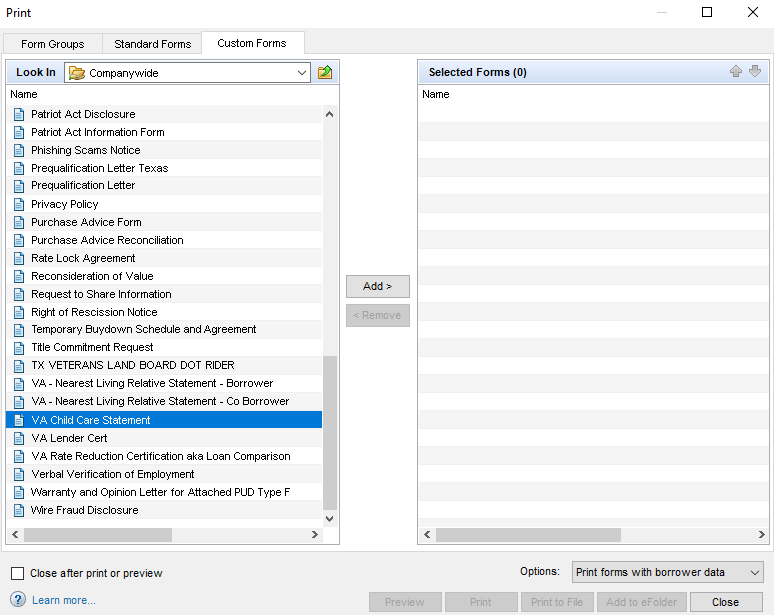 Print
Form Groups
Standard Forms
Custom Forms
Look In
Companywide
Name
Patriot Act Disclosure
Patriot Act Information Form
Phishing Scams Notice
Prequalification Letter Texas
Prequalification Letter
Privacy Policy
Purchase Advice Form
Purchase Advice Reconciliation
Rate Lock Agreement
Reconsideration of Value
Request to Share Information
Right of Rescission Notice
Temporary Buydown Schedule and Agreement
Title Commitment Request
TX VETERANS LAND BOARD DOT RIDER
VA - Nearest Living Relative Statement - Borrower
VA - Nearest Living Relative Statement - Co Borrower
VA Child Care Statement
VA Lender Cert
VA Rate Reduction Certification aka Loan Comparison
Verbal Verification of Employment
Warranty and Opinion Letter for Attached PUD Type F
Wire Fraud Disclosure
Add >
< Remove
Selected Forms (0)
Name
Close after print or preview
Options:
Print forms with borrower data
? Learn more...
Preview
Print
Print to File
Add to eFolder
Close